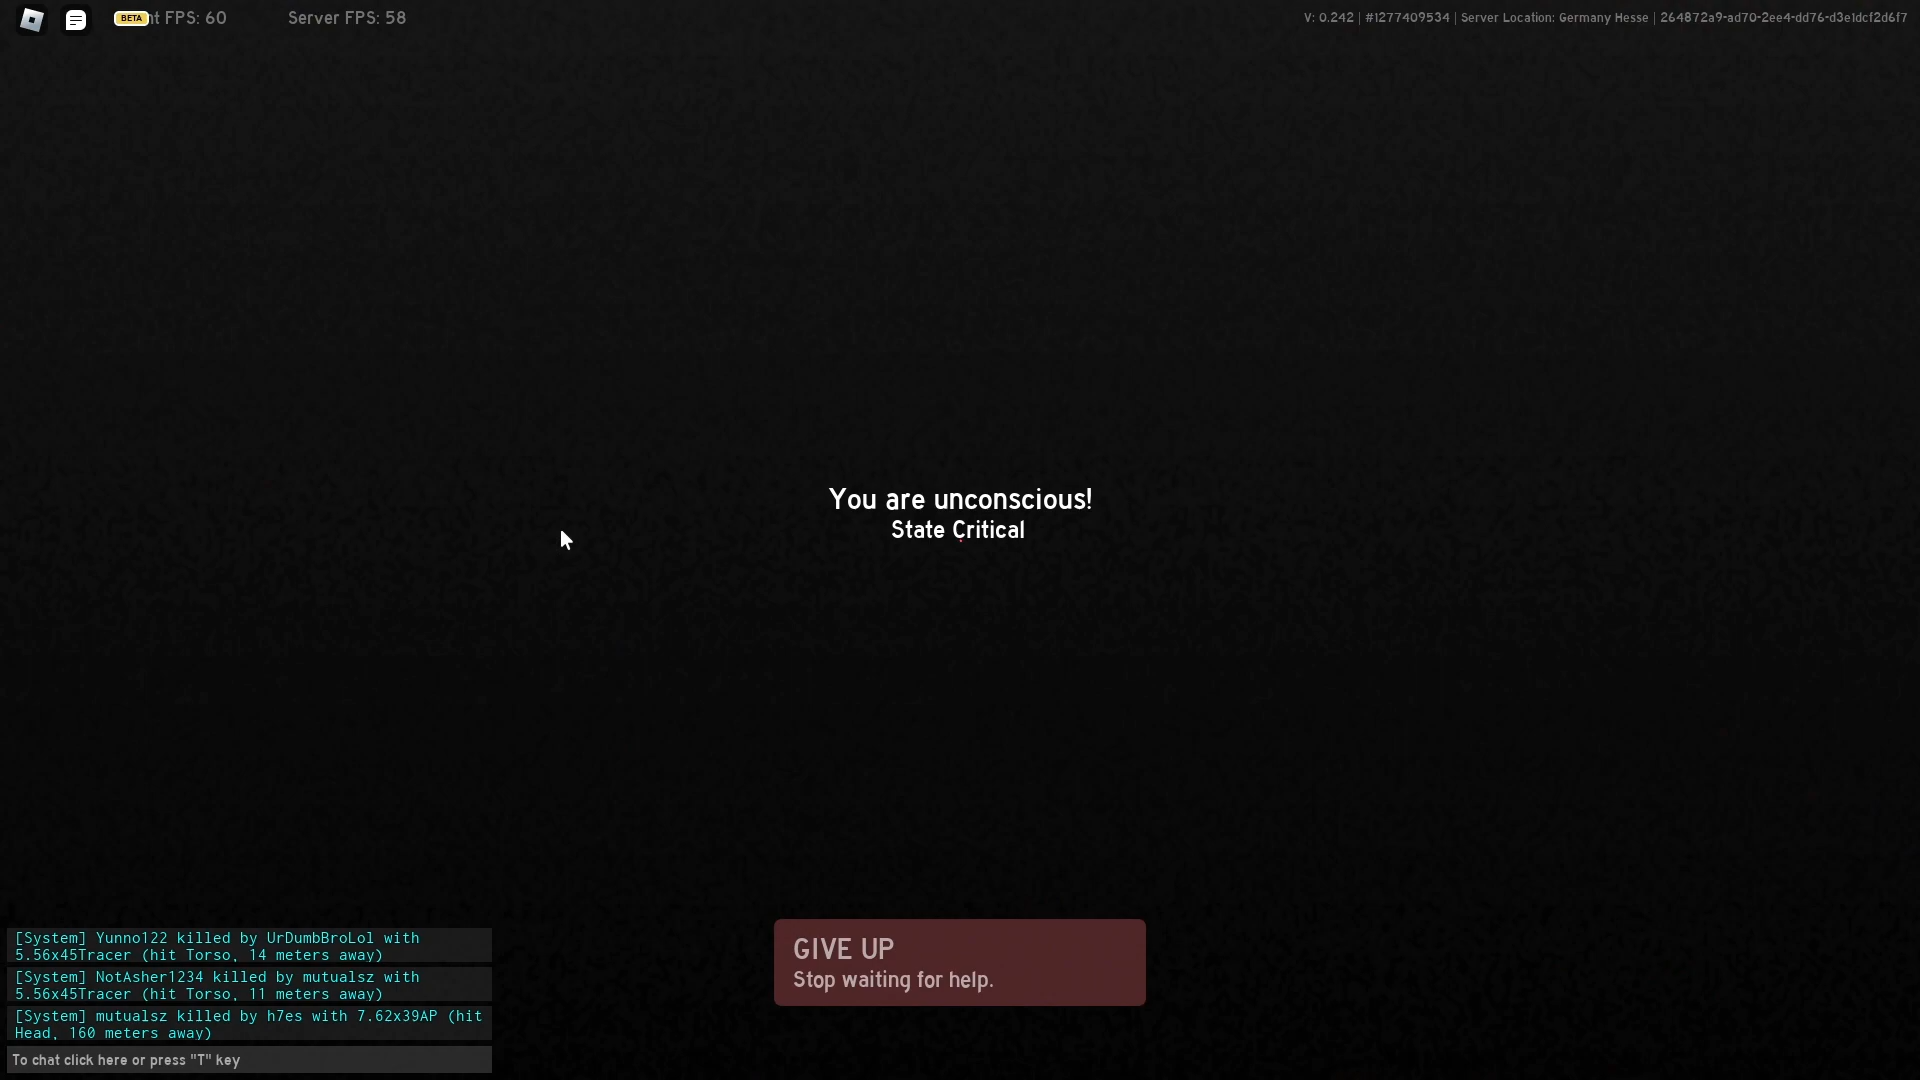 BETA nt FPS: 60 Server FPS: 58 V: 0.242 | #1277409534 | Server Location: Germany Hesse | 264872a9-ad70-2ee4-dd76-d3e1dcf2d6f7
You are unconscious!
State Critical
GIVE UP
Stop waiting for help.
[System] Yunno122 killed by UrDumbBroLol with
5.56x45Tracer (hit Torso, 14 meters away)
[System] NotAsher1234 killed by mutualsz with
5.56x45Tracer (hit Torso, 11 meters away)
[System] mutualsz killed by h7es with 7.62x39AP (hit
Head, 160 meters away)
To chat click here or press "T" key